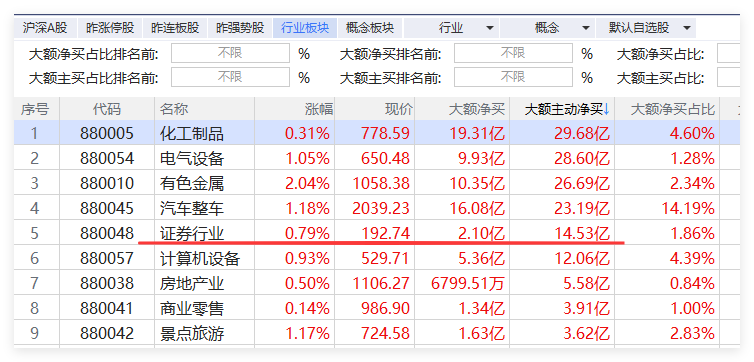 沪深A股 昨涨停股 昨连板股 昨强势股 行业板块 概念板块 行业 概念 默认自选股
大额净买占比排名前: 不限 % 大额净买排名前: 不限 % 大额净买占比:
大额主买占比排名前: 不限 % 大额主买排名前: 不限 % 大额主买占比:
序号 代码 名称 涨幅 现价 大额净买 大额主动净买↓ 大额净买占比
1 880005 化工制品 0.31% 778.59 19.31亿 29.68亿 4.60%
2 880054 电气设备 1.05% 650.48 9.93亿 28.60亿 1.28%
3 880010 有色金属 2.04% 1058.38 10.35亿 26.69亿 2.34%
4 880045 汽车整车 1.18% 2039.23 16.08亿 23.19亿 14.19%
5 880048 证券行业 0.79% 192.74 2.10亿 14.53亿 1.86%
6 880057 计算机设备 0.93% 529.71 5.36亿 12.06亿 4.39%
7 880038 房地产业 0.50% 1106.27 6799.51万 5.58亿 0.84%
8 880041 商业零售 0.14% 986.90 1.34亿 3.91亿 1.00%
9 880042 景点旅游 1.17% 724.58 1.63亿 3.62亿 2.83%